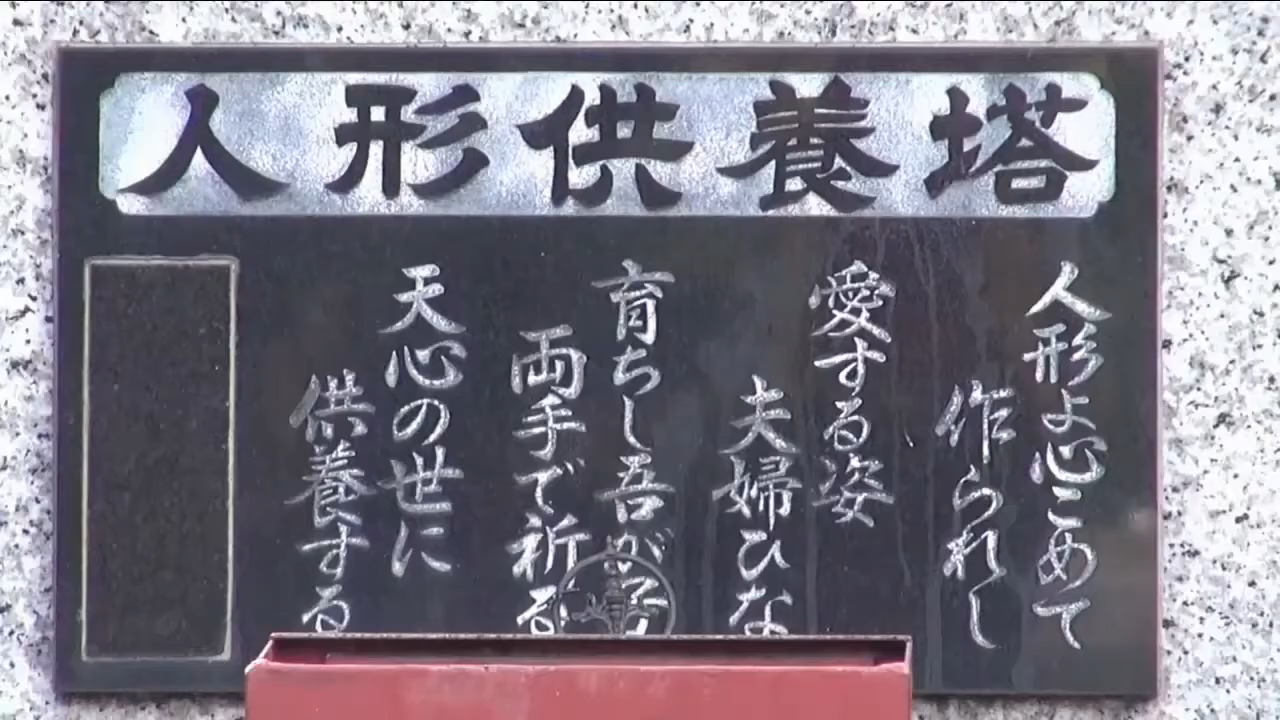 人形供養塔
人形よ心こめて
作られし
愛する姿
夫婦ひな
育ちし吾が子
両手で祈る
天心の世に
供養する